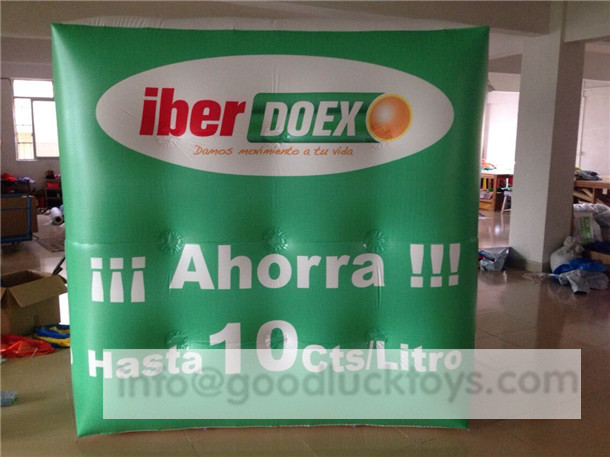 iber DOEX
Damos movimiento a tu vida
¡¡¡ Ahorra !!!
Hasta 10 Cts/Litro
info@goodlucktoys.com